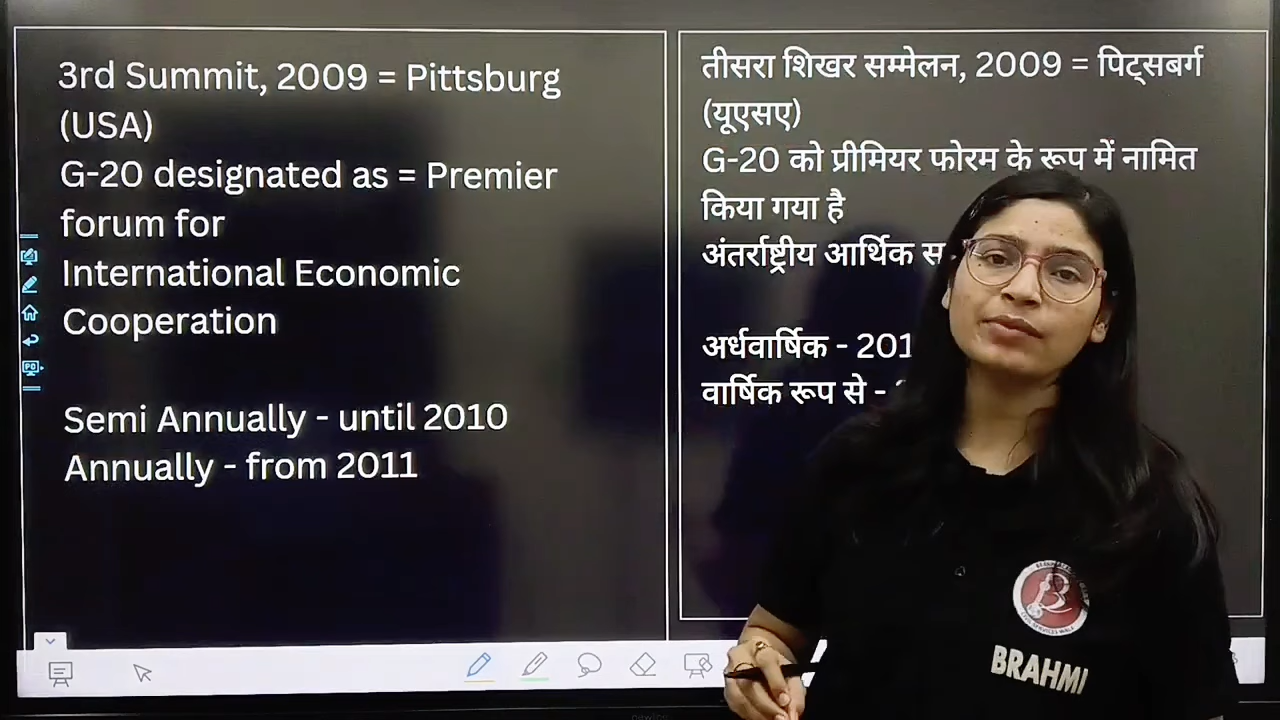 3rd Summit, 2009 = Pittsburg
(USA)
G-20 designated as = Premier
forum for
International Economic
Cooperation
Semi Annually - until 2010
Annually - from 2011
तीसरा शिखर सम्मेलन, 2009 = पिट्सबर्ग
(यूएसए)
G-20 को प्रीमियर फोरम के रूप में नामित
किया गया है
अंतर्राष्ट्रीय आर्थिक
अर्धवार्षिक - 201
वार्षिक रूप से -
BRAHMI